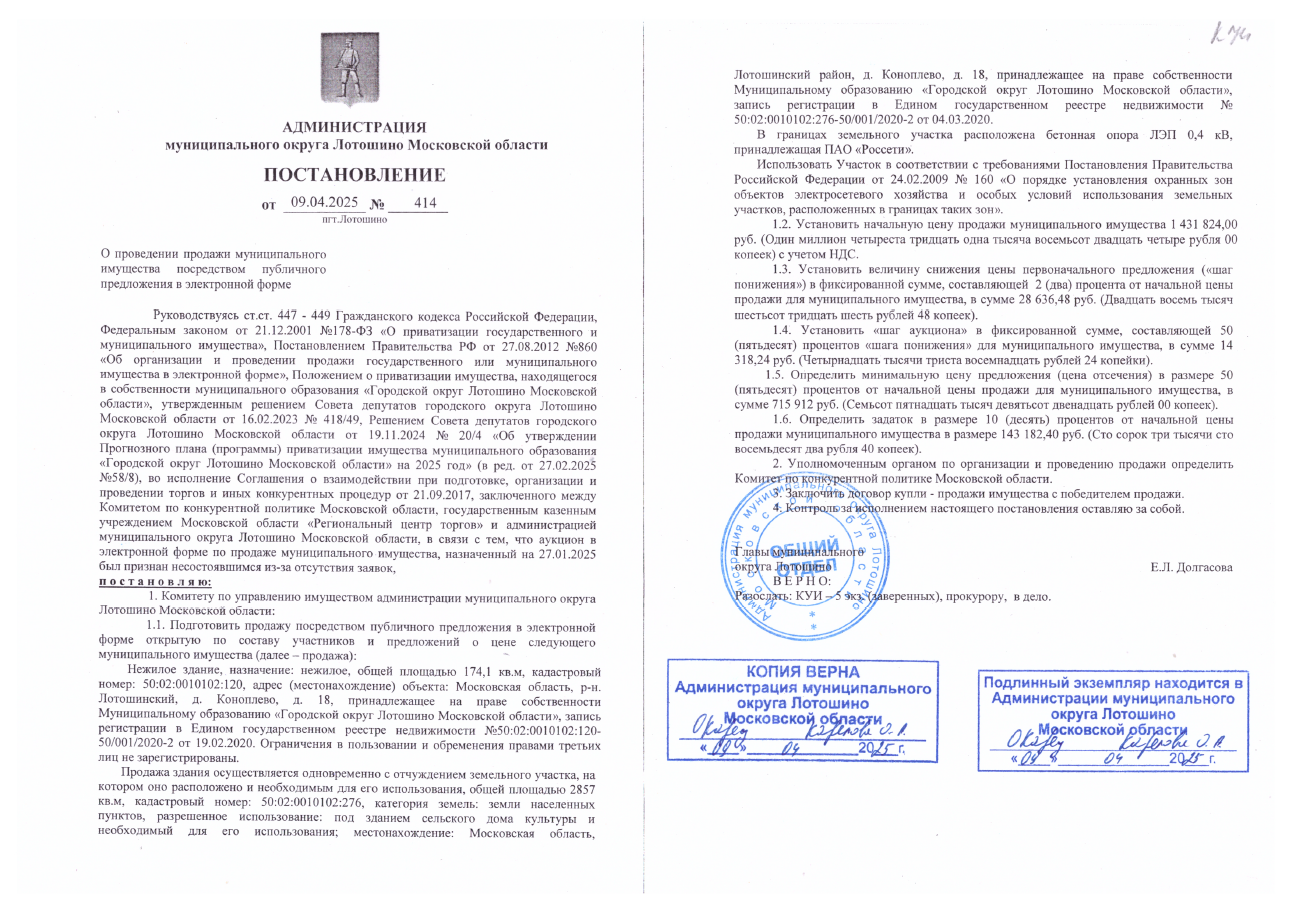 АДМИНИСТРАЦИЯ
муниципального округа Лотошино Московской области
ПОСТАНОВЛЕНИЕ
от 09.04.2025 № 414
пгт.Лотошино
О проведении продажи муниципального
имущества посредством публичного
предложения в электронной форме
Руководствуясь ст.ст. 447 - 449 Гражданского кодекса Российской Федерации,
Федеральным законом от 21.12.2001 №178-ФЗ «О приватизации государственного и
муниципального имущества», Постановлением Правительства РФ от 27.08.2012 №860
«Об организации и проведении продажи государственного или муниципального
имущества в электронной форме», Положением о приватизации имущества, находящегося
в собственности муниципального образования «Городской округ Лотошино Московской
области», утвержденным решением Совета депутатов городского округа Лотошино
Московской области от 16.02.2023 № 418/49, Решением Совета депутатов городского
округа Лотошино Московской области от 19.11.2024 № 20/4 «Об утверждении
Прогнозного плана (программы) приватизации имущества муниципального образования
«Городской округ Лотошино Московской области» на 2025 год» (в ред. от 27.02.2025
№58/8), во исполнение Соглашения о взаимодействии при подготовке, организации и
проведении торгов и иных конкурентных процедур от 21.09.2017, заключенного между
Комитетом по конкурентной политике Московской области, государственным казенным
учреждением Московской области «Региональный центр торгов» и администрацией
муниципального округа Лотошино Московской области, в связи с тем, что аукцион в
электронной форме по продаже муниципального имущества, назначенный на 27.01.2025
был признан несостоявшимся из-за отсутствия заявок,
постановляю:
1. Комитету по управлению имуществом администрации муниципального округа
Лотошино Московской области:
1.1. Подготовить продажу посредством публичного предложения в электронной
форме открытую по составу участников и предложений о цене следующего
муниципального имущества (далее – продажа):
Нежилое здание, назначение: нежилое, общей площадью 174,1 кв.м, кадастровый
номер: 50:02:0010102:120, адрес (местонахождение) объекта: Московская область, р-н.
Лотошинский, д. Коноплево, д. 18, принадлежащее на праве собственности
Муниципальному образованию «Городской округ Лотошино Московской области», запись
регистрации в Едином государственном реестре недвижимости №50:02:0010102:120-
50/001/2020-2 от 19.02.2020. Ограничения в пользовании и обременения правами третьих
лиц не зарегистрированы.
Продажа здания осуществляется одновременно с отчуждением земельного участка, на
котором оно расположено и необходимым для его использования, общей площадью 2857
кв.м, кадастровый номер: 50:02:0010102:276, категория земель: земли населенных
пунктов, разрешенное использование: под зданием сельского дома культуры и
необходимый для его использования; местонахождение: Московская область,
Лотошинский район, д. Коноплево, д. 18, принадлежащее на праве собственности
Муниципальному образованию «Городской округ Лотошино Московской области»,
запись регистрации в Едином государственном реестре недвижимости №
50:02:0010102:276-50/001/2020-2 от 04.03.2020.
В границах земельного участка расположена бетонная опора ЛЭП 0,4 кВ,
принадлежащая ПАО «Россети».
Использовать Участок в соответствии с требованиями Постановления Правительства
Российской Федерации от 24.02.2009 № 160 «О порядке установления охранных зон
объектов электросетевого хозяйства и особых условий использования земельных
участков, расположенных в границах таких зон».
1.2. Установить начальную цену продажи муниципального имущества 1 431 824,00
руб. (Один миллион четыреста тридцать одна тысяча восемьсот двадцать четыре рубля 00
копеек) с учетом НДС.
1.3. Установить величину снижения цены первоначального предложения («шаг
понижения») в фиксированной сумме, составляющей 2 (два) процента от начальной цены
продажи для муниципального имущества, в сумме 28 636,48 руб. (Двадцать восемь тысяч
шестьсот тридцать шесть рублей 48 копеек).
1.4. Установить «шаг аукциона» в фиксированной сумме, составляющей 50
(пятьдесят) процентов «шага понижения» для муниципального имущества, в сумме 14
318,24 руб. (Четырнадцать тысячи триста восемнадцать рублей 24 копейки).
1.5. Определить минимальную цену предложения (цена отсечения) в размере 50
(пятьдесят) процентов от начальной цены продажи для муниципального имущества, в
сумме 715 912 руб. (Семьсот пятнадцать тысяч девятьсот двенадцать рублей 00 копеек).
1.6. Определить задаток в размере 10 (десять) процентов от начальной цены
продажи муниципального имущества в размере 143 182,40 руб. (Сто сорок три тысячи сто
восемьдесят два рубля 40 копеек).
2. Уполномоченным органом по организации и проведению продажи определить
Комитет по конкурентной политике Московской области.
3. Заключить договор купли - продажи имущества с победителем продажи.
4. Контроль за исполнением настоящего постановления оставляю за собой.
Главы муниципального
округа Лотошино Е.Л. Долгасова
ВЕРНО:
Разослать: КУИ – 5 экз. (заверенных), прокурору, в дело.
Администрация муниципального округа Лотошино
Московской области
ОБЩИЙ
ОТДЕЛ
КОПИЯ ВЕРНА
Администрация муниципального
округа Лотошино
Московской области
«09» 04 2025 г.
Подлинный экземпляр находится в
Администрации муниципального
округа Лотошино
Московской области
«09» 04 2025 г.